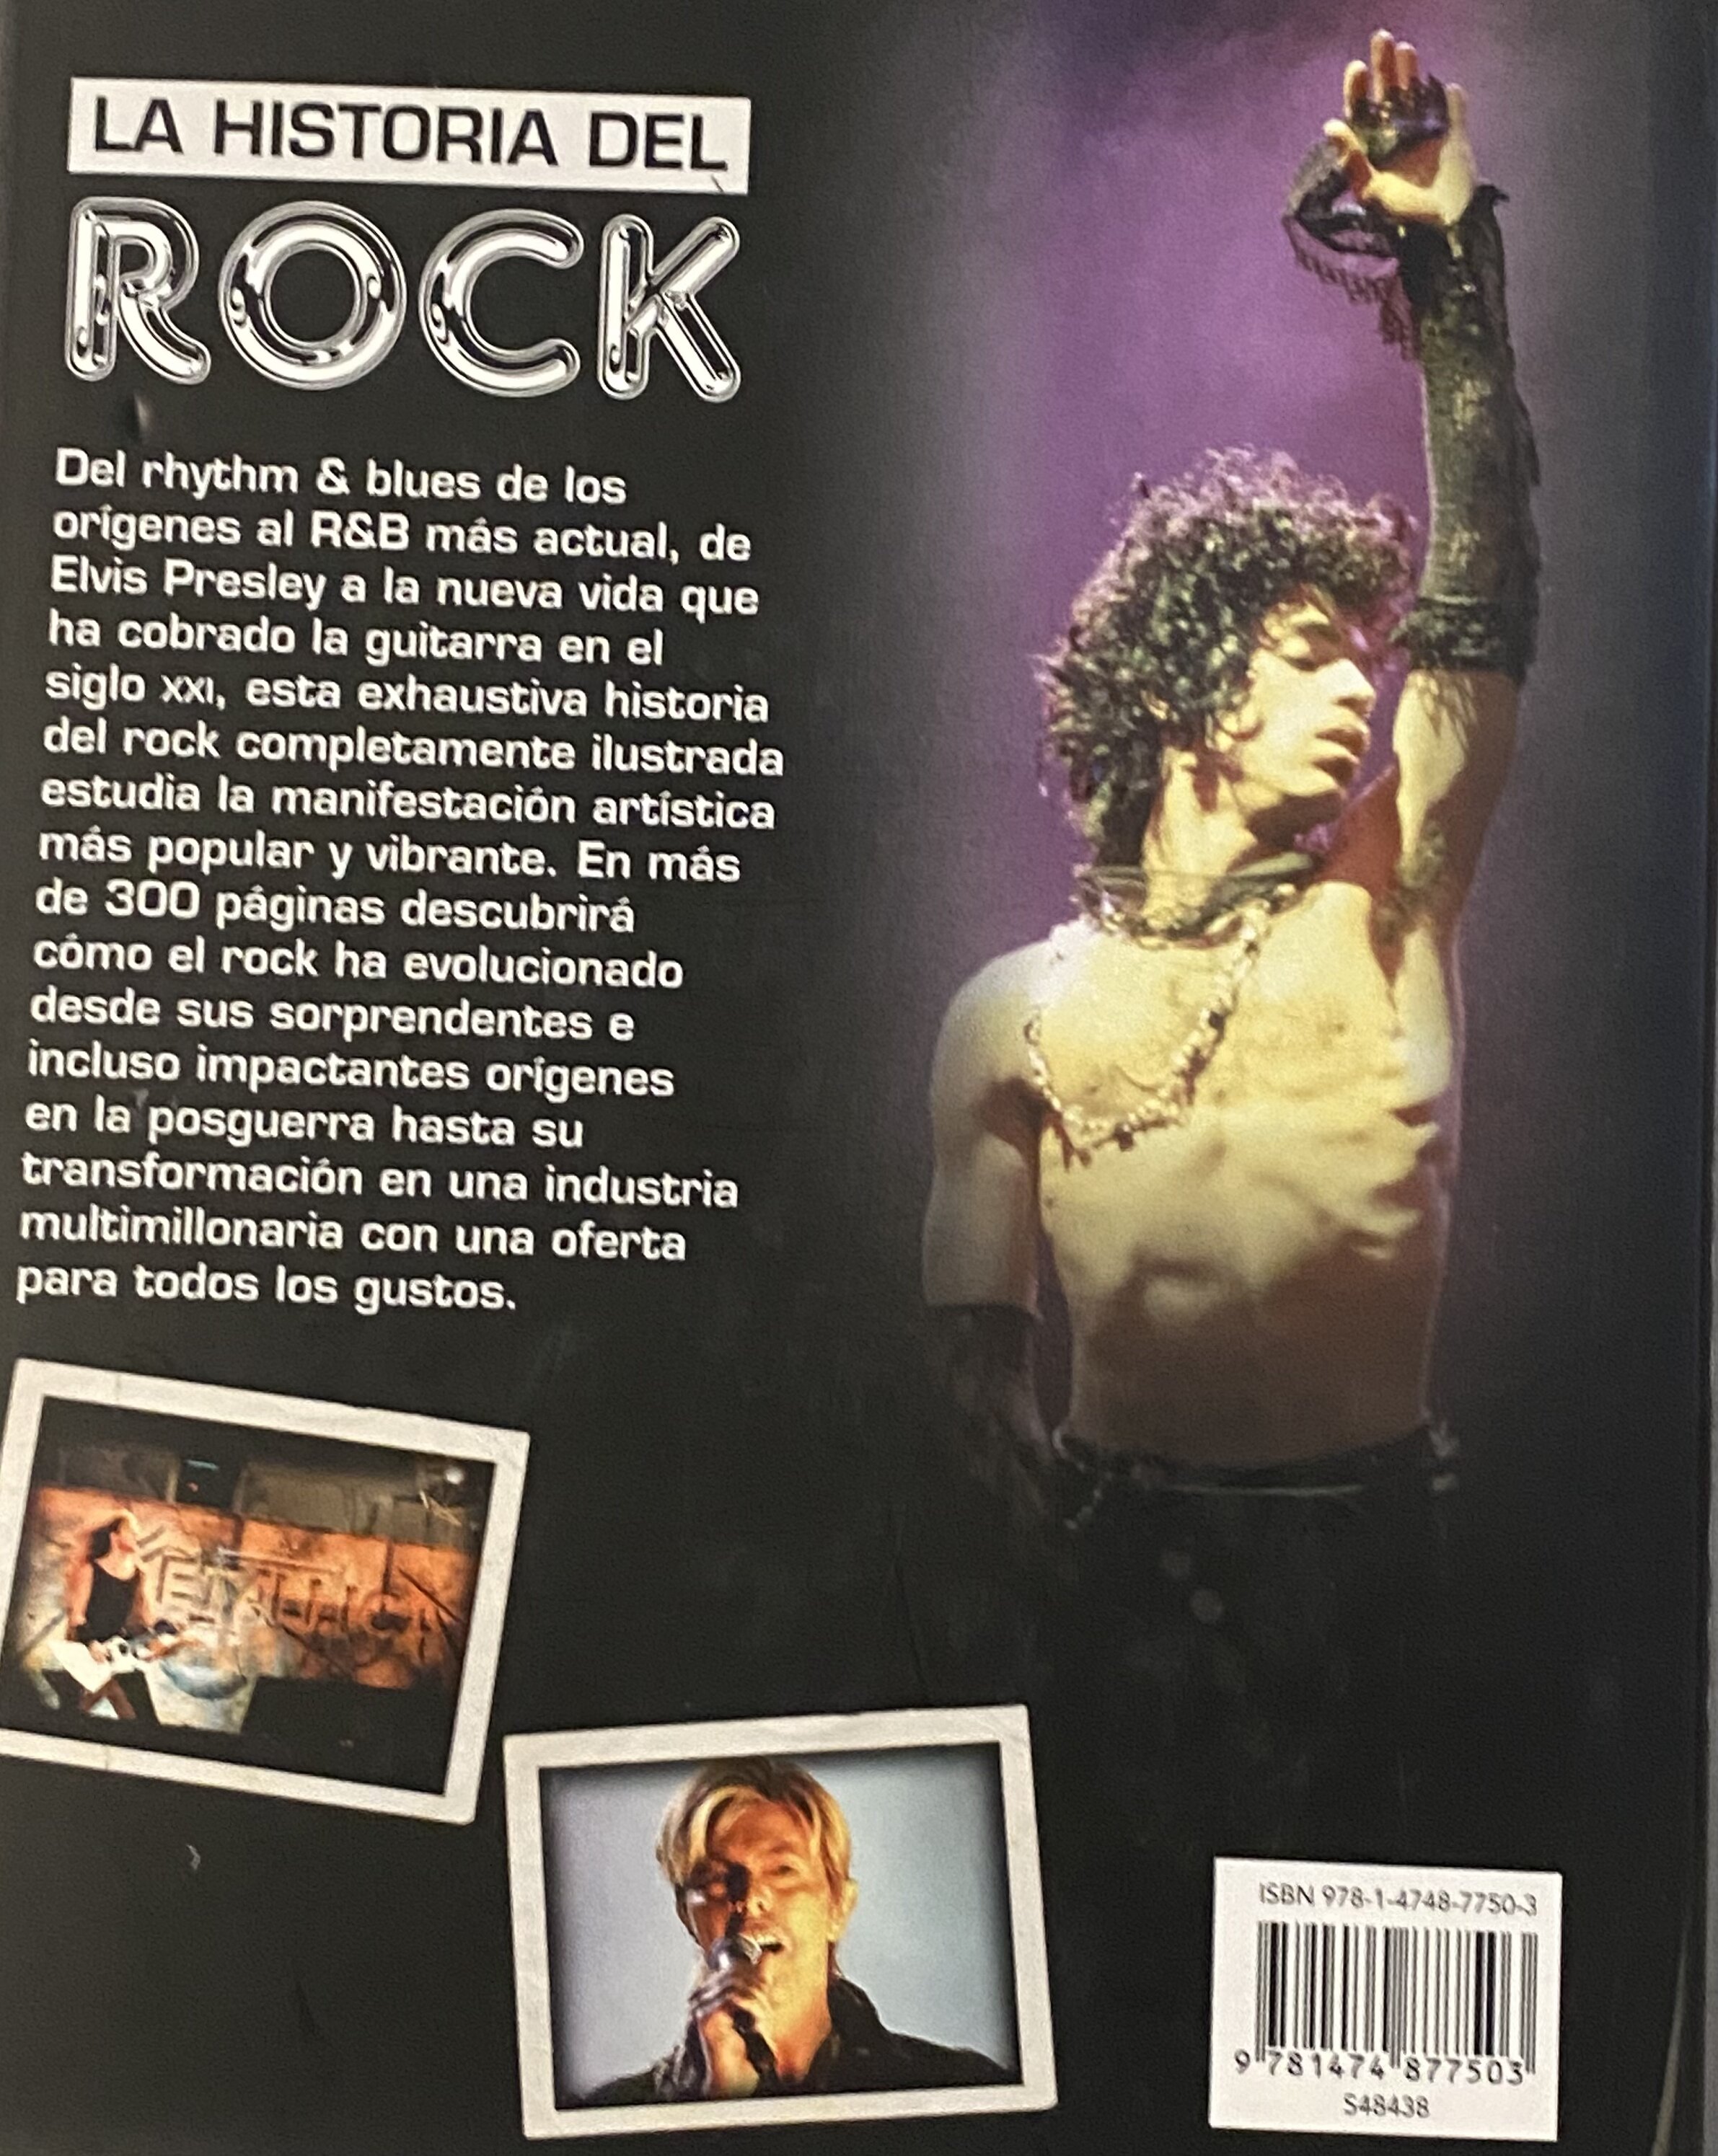 LA HISTORIA DEL
ROCK
Del rhythm & blues de los
orígenes al R&B más actual, de
Elvis Presley a la nueva vida que
ha cobrado la guitarra en el
siglo XXI, esta exhaustiva historia
del rock completamente ilustrada
estudia la manifestación artística
más popular y vibrante. En más
de 300 páginas descubrirá
cómo el rock ha evolucionado
desde sus sorprendentes e
incluso impactantes orígenes
en la posguerra hasta su
transformación en una industria
multimillonaria con una oferta
para todos los gustos.
ISBN 978-1-4748-7750-3
9 781474 877503
S48438